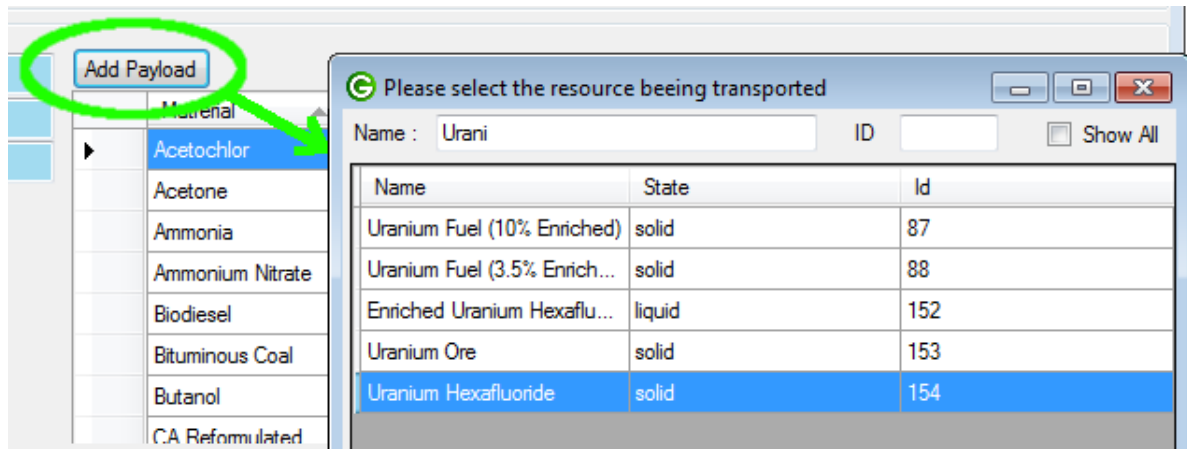 Add Payload
Please select the resource beeing transported
Name : Urani ID Show All
Material
Acetochlor
Acetone
Ammonia
Ammonium Nitrate
Biodiesel
Bituminous Coal
Butanol
CA Reformulated
Name State Id
Uranium Fuel (10% Enriched) solid 87
Uranium Fuel (3.5% Enrich... solid 88
Enriched Uranium Hexaflu... liquid 152
Uranium Ore solid 153
Uranium Hexafluoride solid 154